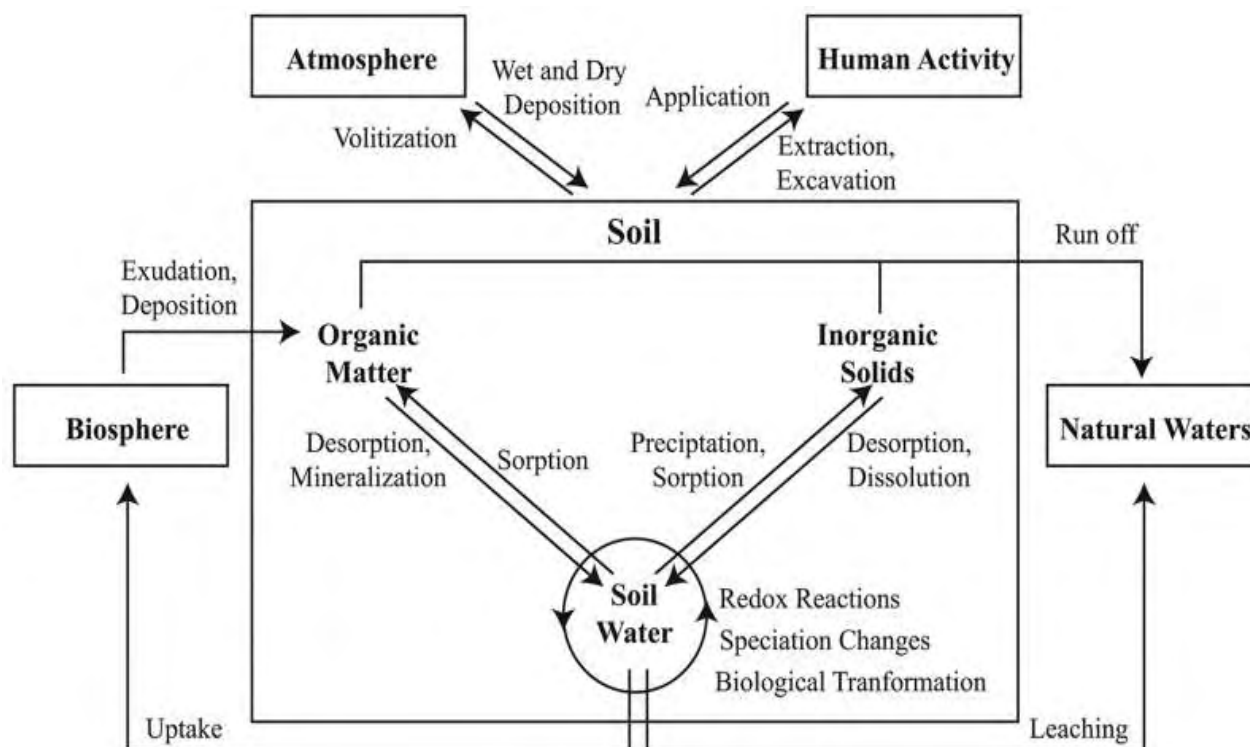 Atmosphere
Human Activity
Wet and Dry
Deposition
Application
Volitization
Extraction,
Excavation
Soil
Run off
Exudation,
Deposition
Organic
Matter
Inorganic
Solids
Biosphere
Natural Waters
Desorption,
Mineralization
Sorption
Preciptation,
Sorption
Desorption,
Dissolution
Soil
Water
Redox Reactions
Speciation Changes
Biological Tranformation
Uptake
Leaching